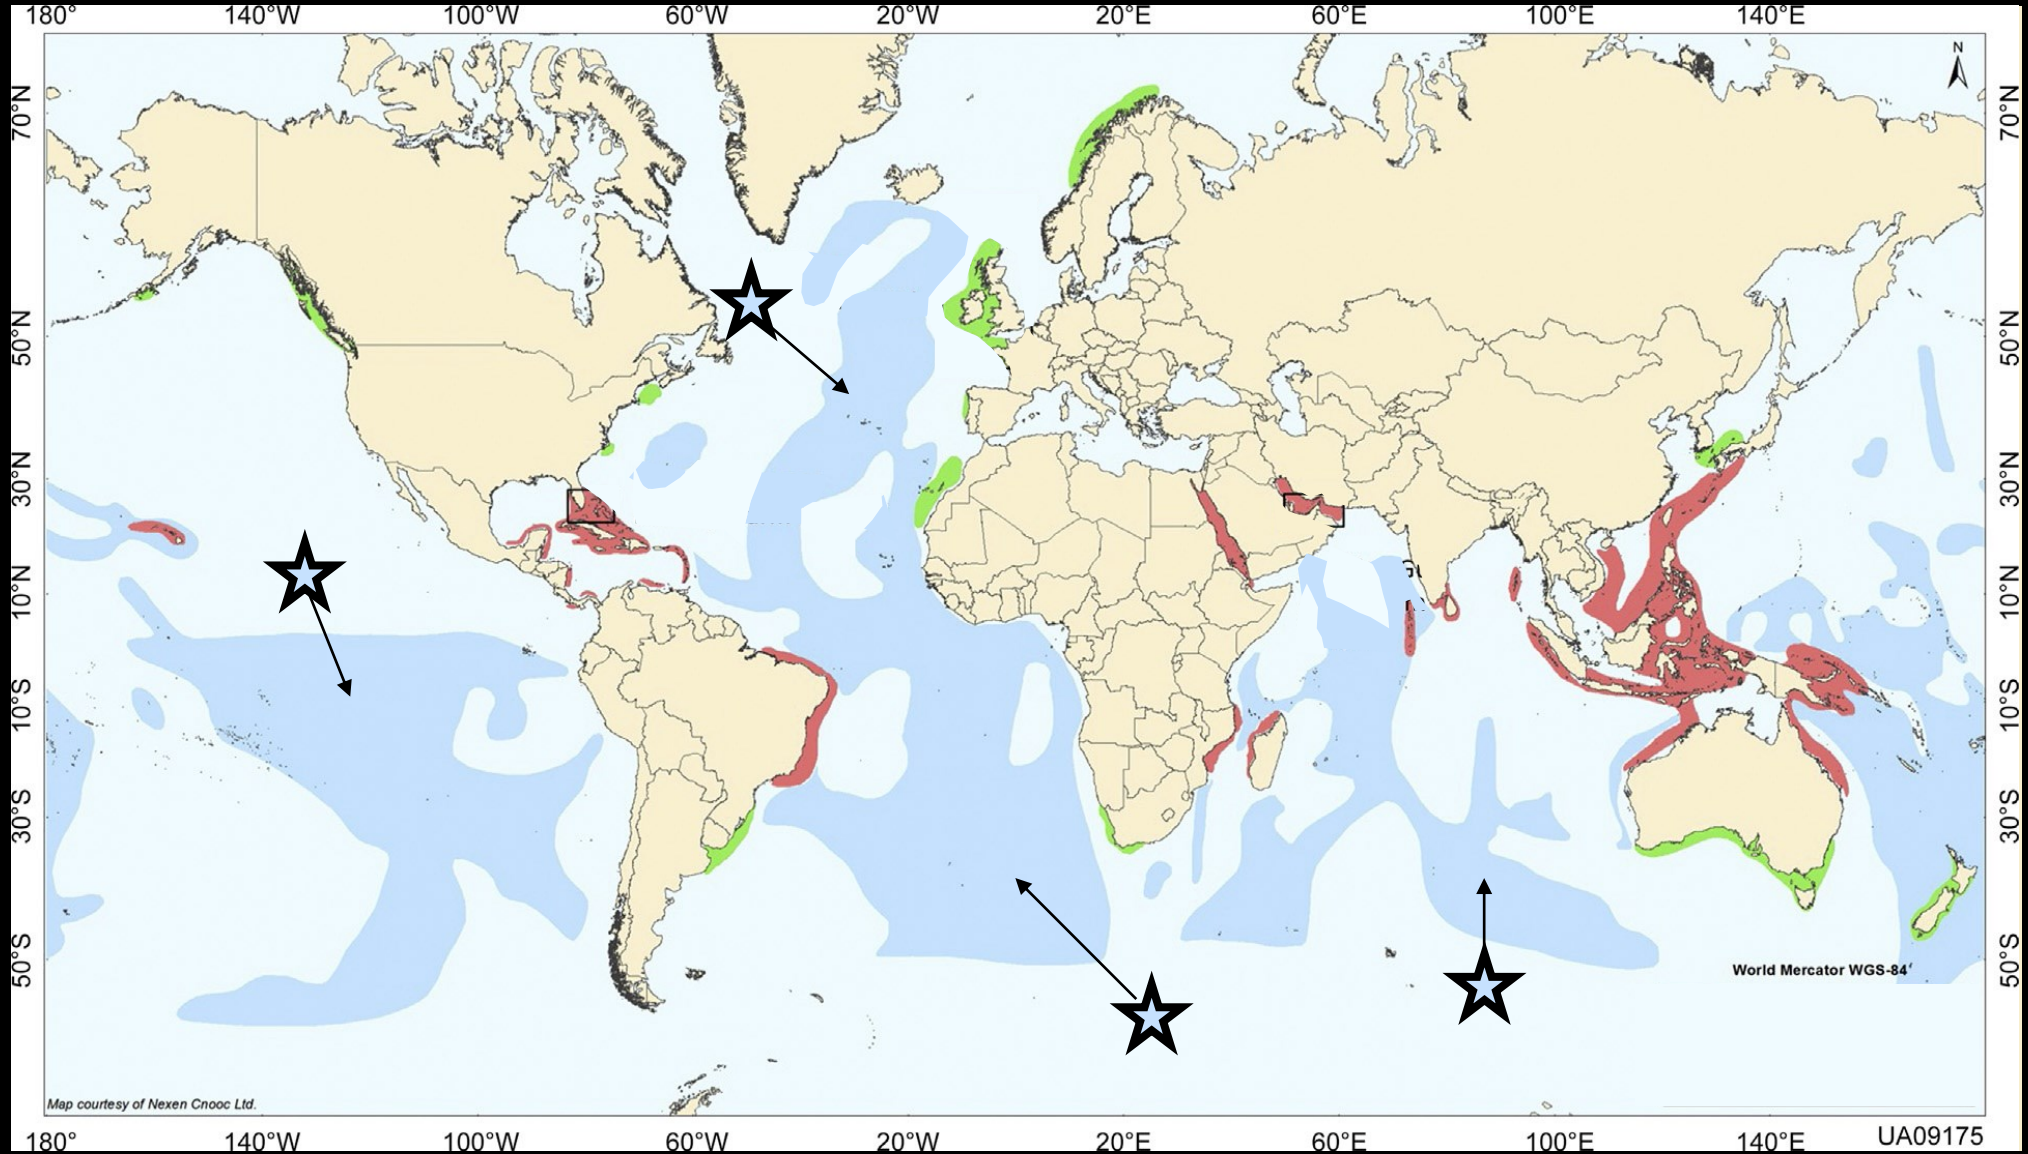 180° 140°W 100°W 60°W 20°W 20°E 60°E 100°E 140°E
N
70°N 70°N
50°N 50°N
30°N 30°N
10°N 10°N
10°S 10°S
30°S 30°S
50°S 50°S
World Mercator WGS-84
Map courtesy of Nexen Cnooc Ltd.
180° 140°W 100°W 60°W 20°W 20°E 60°E 100°E 140°E UA09175